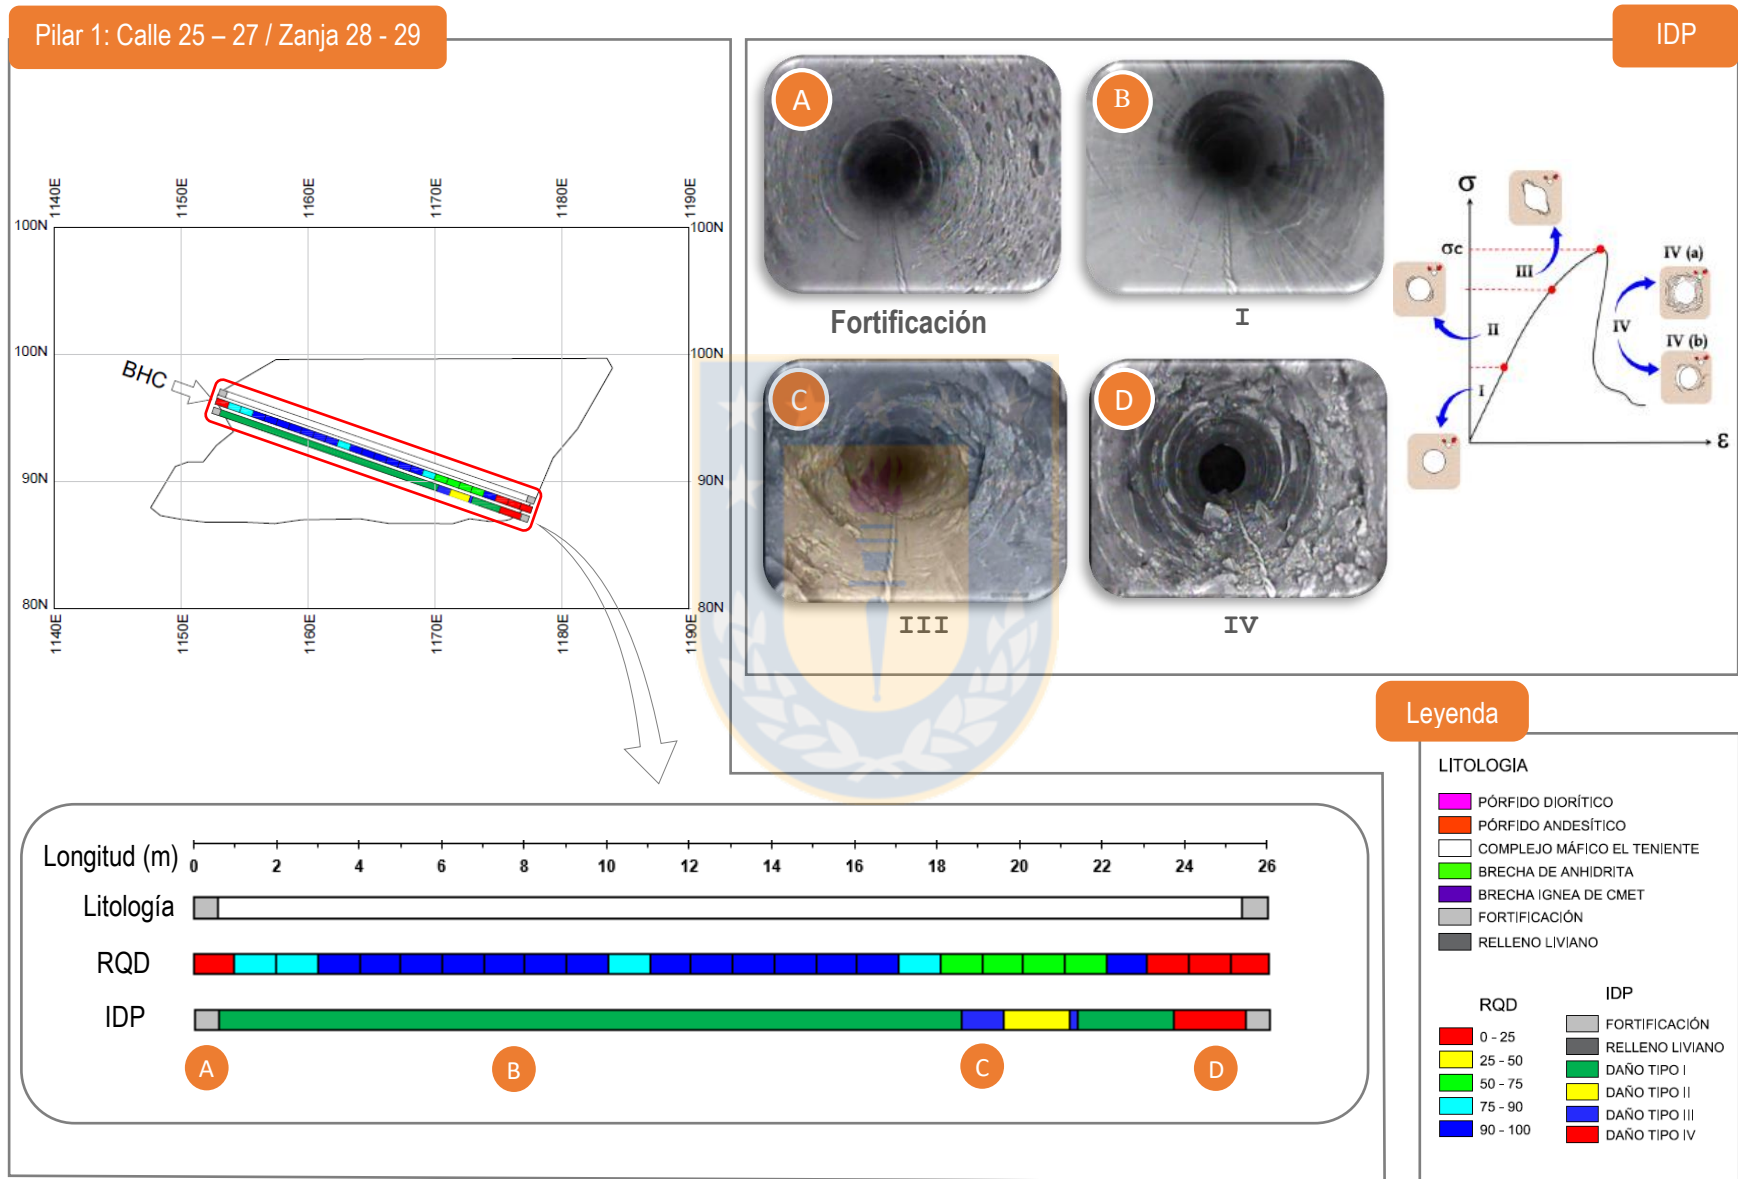 Pilar 1: Calle 25 – 27 / Zanja 28 - 29
1140E 1150E 1160E 1170E 1180E 1190E
100N 100N
100N 100N
BHC
90N 90N
80N 80N
1140E 1150E 1160E 1170E 1180E 1190E
IDP
A
B
Fortificación
I
C
D
III
IV
σ
σc
III
II
I
IV (a)
IV
IV (b)
ε
Longitud (m)
0 2 4 6 8 10 12 14 16 18 20 22 24 26
Litología
RQD
IDP
A B C D
Leyenda
LITOLOGIA
PÓRFIDO DIORÍTICO
PÓRFIDO ANDESÍTICO
COMPLEJO MÁFICO EL TENIENTE
BRECHA DE ANHIDRITA
BRECHA IGNEA DE CMET
FORTIFICACIÓN
RELLENO LIVIANO
RQD
0 - 25
25 - 50
50 - 75
75 - 90
90 - 100
IDP
FORTIFICACIÓN
RELLENO LIVIANO
DAÑO TIPO I
DAÑO TIPO II
DAÑO TIPO III
DAÑO TIPO IV